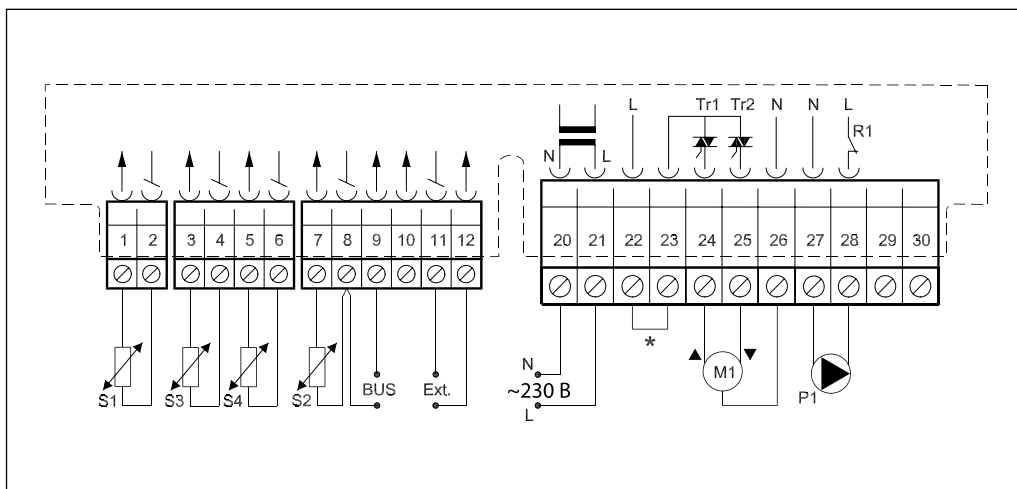 L Tr1 Tr2 N N L
R1
N L
1 2 3 4 5 6 7 8 9 10 11 12 20 21 22 23 24 25 26 27 28 29 30
*
N
M1
S1 S3 S4 S2 BUS Ext. ~230 В P1
L